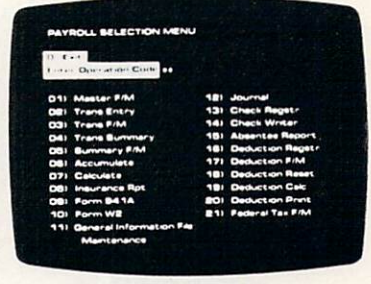 PAYROLL SELECTION MENU
0) Exit
Enter Operation Code
01) Master F/M
02) Trans Entry
03) Trans F/M
04) Trans Summary
05) Summary F/M
06) Accumulate
07) Calculate
08) Insurance Rpt
09) Form 941A
10) Form W2
11) General Information File
Maintenance
12) Journal
13) Check Registr
14) Check Writer
15) Absentee Report
16) Deduction Registr
17) Deduction F/M
18) Deduction Reset
19) Deduction Calc
20) Deduction Print
21) Federal Tax F/M